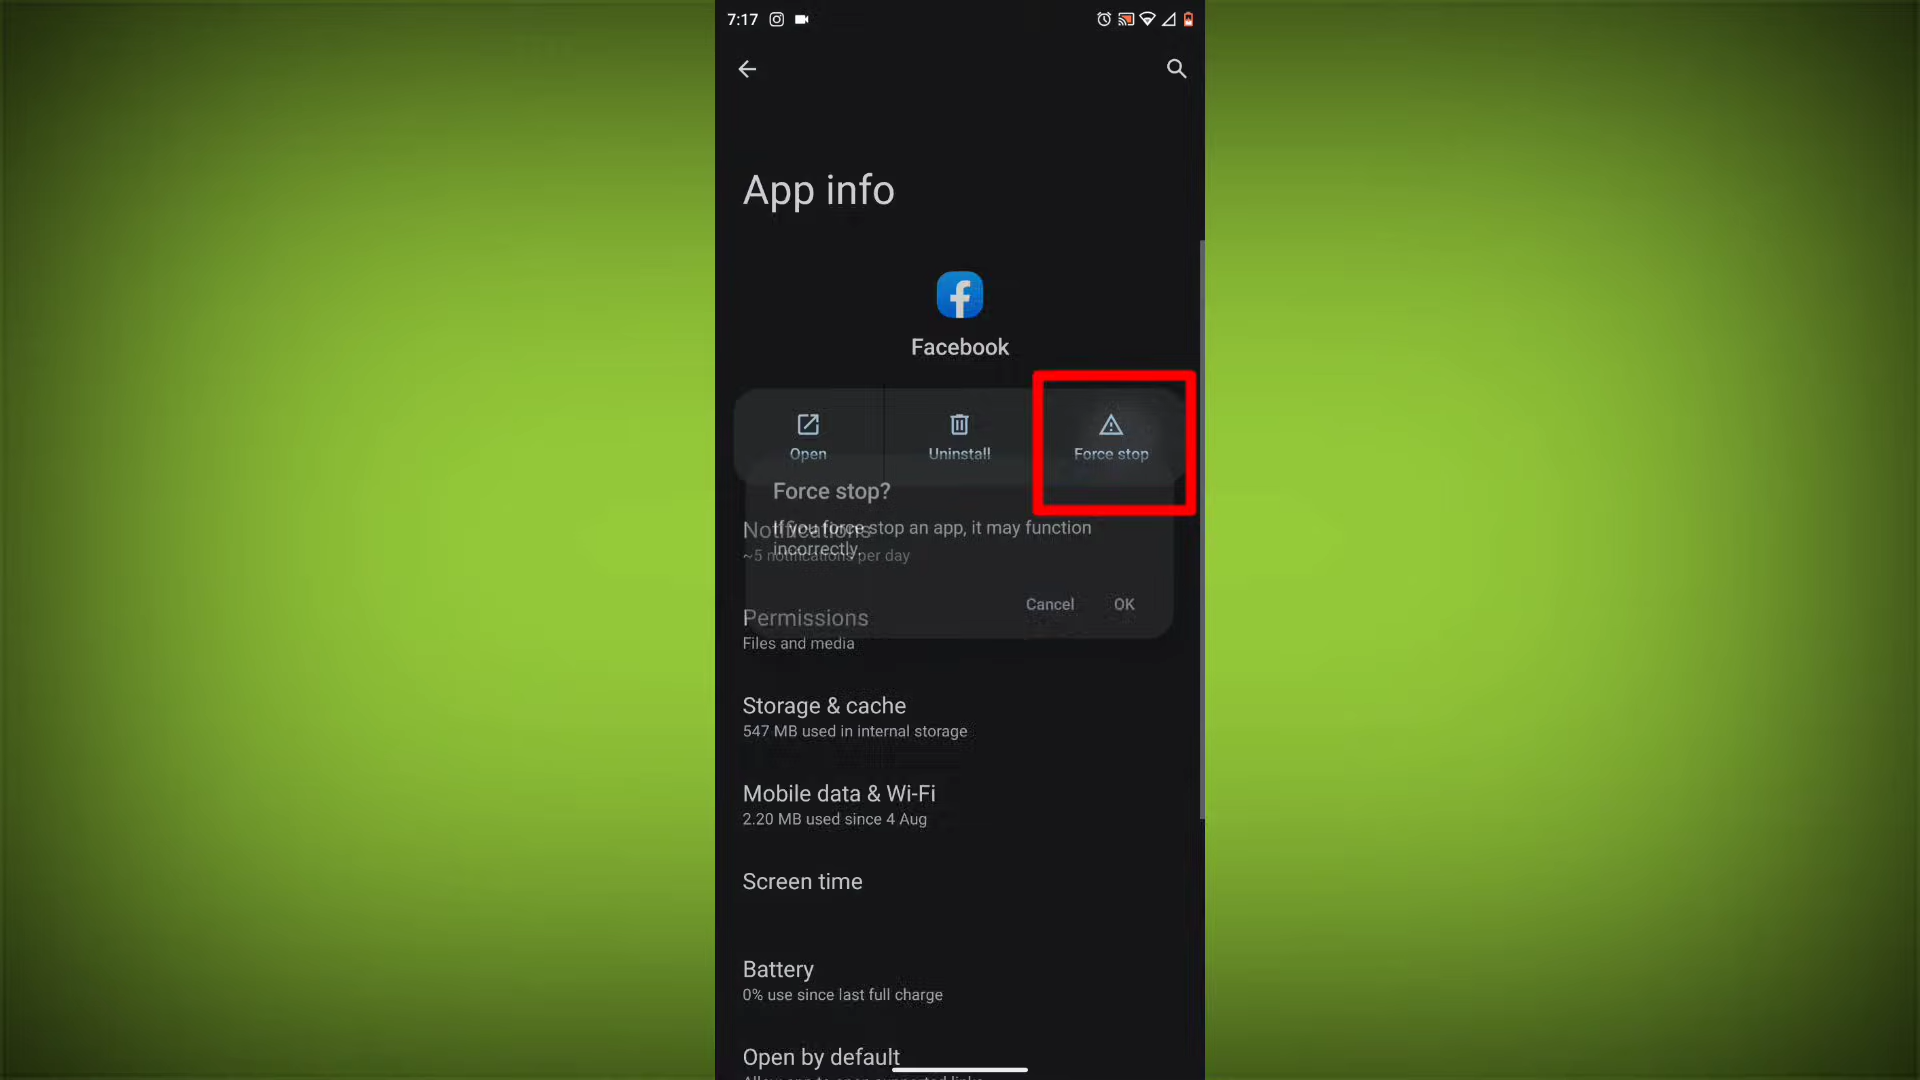 7:17
App info
Facebook
Open
Uninstall
Force stop
Force stop?
Notifications
If you force stop an app, it may function
incorrectly.
~5 notifications per day
Cancel
OK
Permissions
Files and media
Storage & cache
547 MB used in internal storage
Mobile data & Wi-Fi
2.20 MB used since 4 Aug
Screen time
Battery
0% use since last full charge
Open by default